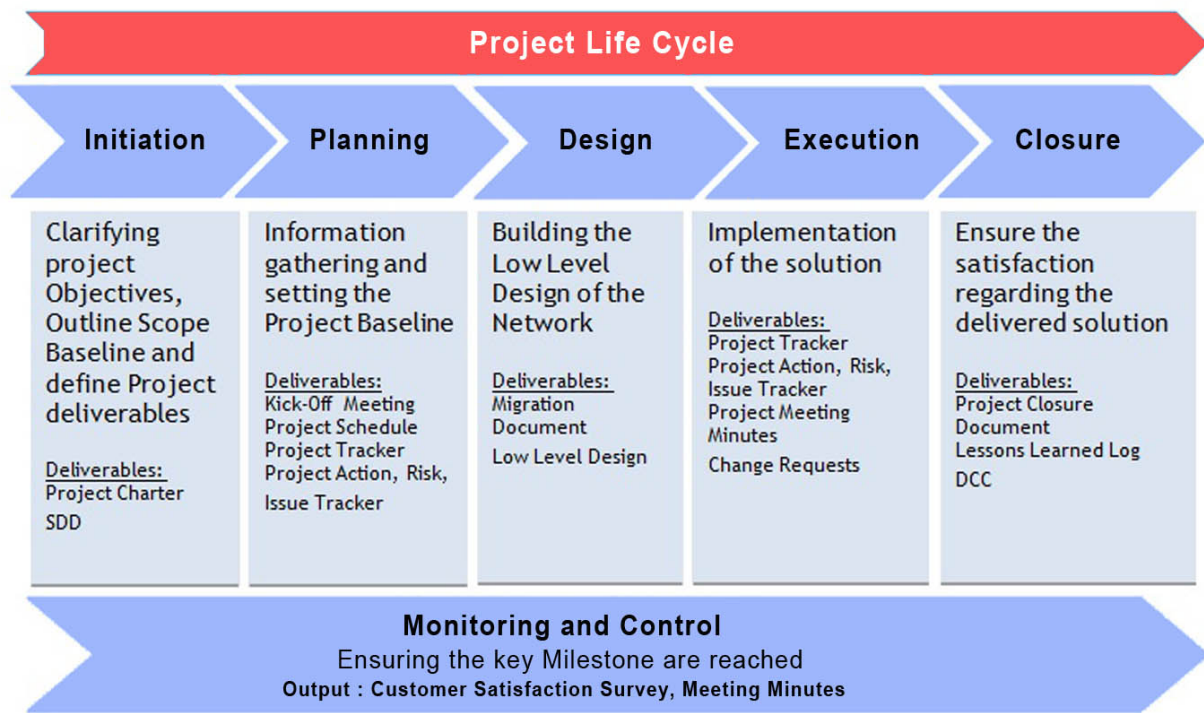 Project Life Cycle
Initiation
Planning
Design
Execution
Closure
Clarifying
project
Objectives,
Outline Scope
Baseline and
define Project
deliverables
Deliverables:
Project Charter
SDD
Information
gathering and
setting the
Project Baseline
Deliverables:
Kick-Off Meeting
Project Schedule
Project Tracker
Project Action, Risk,
Issue Tracker
Building the
Low Level
Design of the
Network
Deliverables:
Migration
Document
Low Level Design
Implementation
of the solution
Deliverables:
Project Tracker
Project Action, Risk,
Issue Tracker
Project Meeting
Minutes
Change Requests
Ensure the
satisfaction
regarding the
delivered solution
Deliverables:
Project Closure
Document
Lessons Learned Log
DCC
Monitoring and Control
Ensuring the key Milestone are reached
Output : Customer Satisfaction Survey, Meeting Minutes